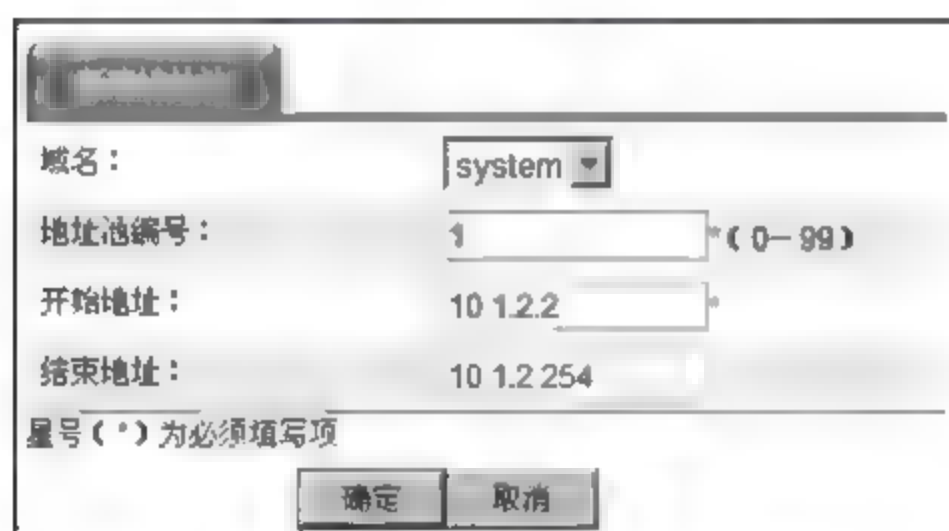 域名：
system
地址池编号：
1
*（0－99）
开始地址：
10 1.2.2
*
结束地址：
10 1.2 254
星号（*）为必须填写项
确定
取消